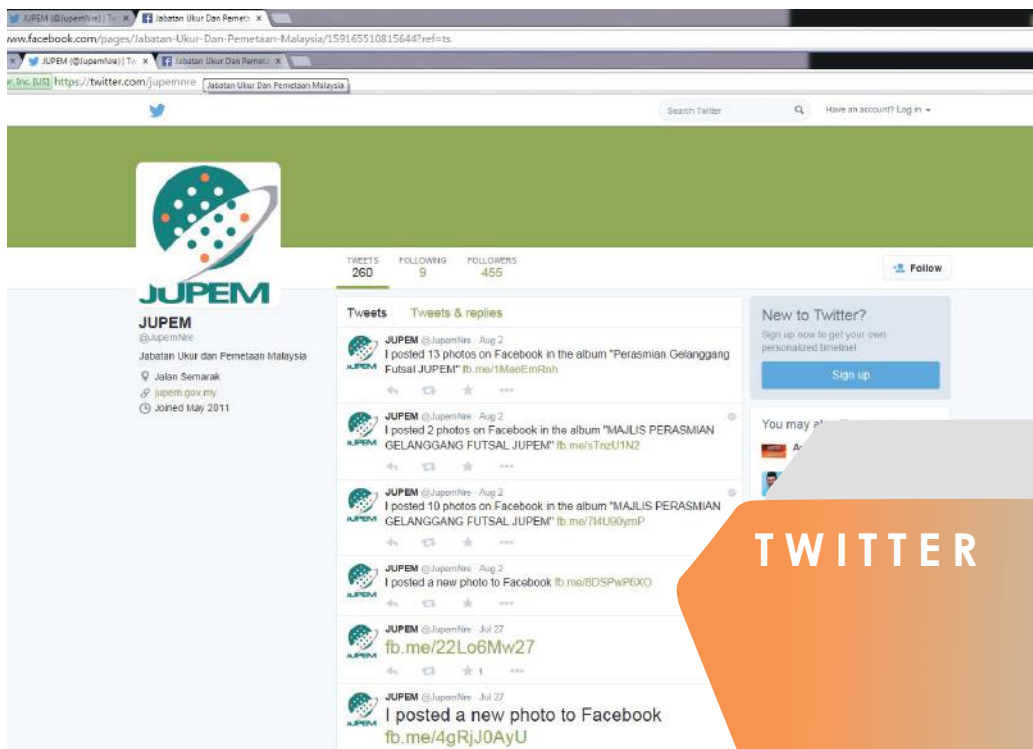 JUPEM (@JupemNre) | Tw
Jabatan Ukur Dan Pemeta
www.facebook.com/pages/Jabatan-Ukur-Dan-Pemetaan-Malaysia/159165510815644?ref=ts
JUPEM (@JupemNre) | Tw
Jabatan Ukur Dan Pemeta
r, Inc. [US] https://twitter.com/jupemnre
Jabatan Ukur Dan Pemetaan Malaysia
Search Twitter
Have an account? Log in
TWEETS FOLLOWING FOLLOWERS
260 9 455
Follow
JUPEM
JUPEM
@JupemNre
Jabatan Ukur dan Pemetaan Malaysia
Jalan Semarak
jupem.gov.my
Joined May 2011
Tweets Tweets & replies
JUPEM @JupemNre · Aug 2
I posted 13 photos on Facebook in the album "Perasmian Gelanggang
Futsal JUPEM" fb.me/1MaeEmRnh
JUPEM @JupemNre · Aug 2
I posted 2 photos on Facebook in the album "MAJLIS PERASMIAN
GELANGGANG FUTSAL JUPEM" fb.me/sTnzU1N2
JUPEM @JupemNre · Aug 2
I posted 10 photos on Facebook in the album "MAJLIS PERASMIAN
GELANGGANG FUTSAL JUPEM" fb.me/7I4U90ymP
JUPEM @JupemNre · Aug 2
I posted a new photo to Facebook fb.me/8DSPwP6XO
JUPEM @JupemNre · Jul 27
fb.me/22Lo6Mw27
1
JUPEM @JupemNre · Jul 27
I posted a new photo to Facebook
fb.me/4gRjJ0AyU
New to Twitter?
Sign up now to get your own
personalized timeline!
Sign up
You may
TWITTER